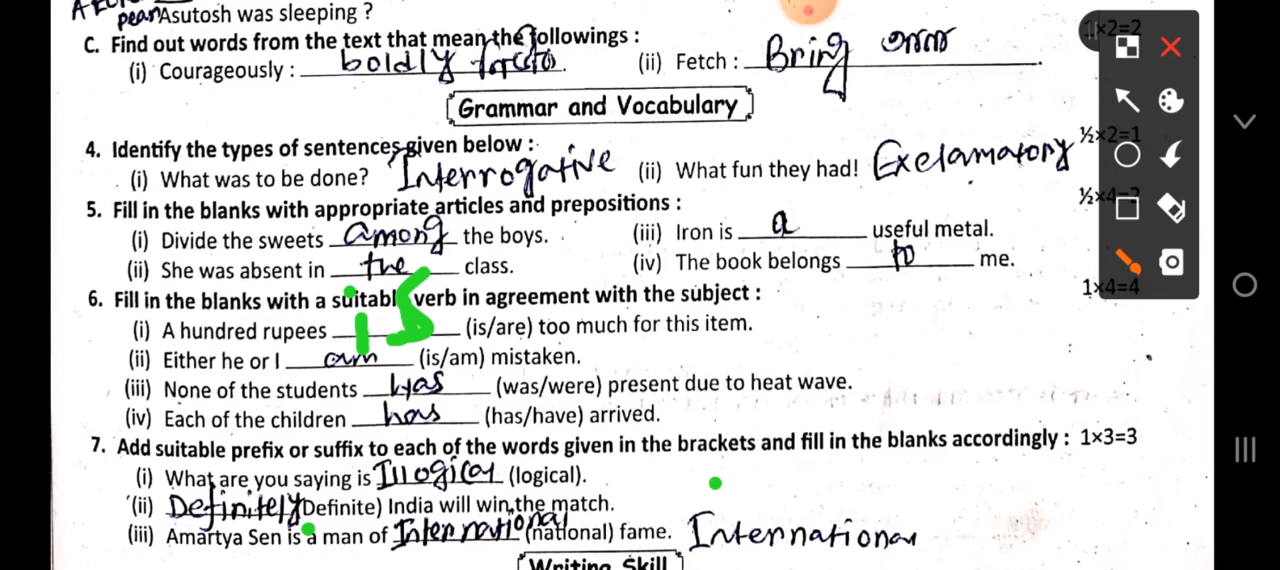 pearAsutosh was sleeping ?
C. Find out words from the text that mean the followings :
1×2=2
(i) Courageously : boldly (ii) Fetch : Bring
Grammar and Vocabulary
4. Identify the types of sentences given below : ½×2=1
(i) What was to be done? Interrogative (ii) What fun they had! Exclamatory
5. Fill in the blanks with appropriate articles and prepositions :
(i) Divide the sweets among the boys. (iii) Iron is a useful metal.
(ii) She was absent in the class. (iv) The book belongs to me.
6. Fill in the blanks with a suitable verb in agreement with the subject : 1×4=4
(i) A hundred rupees is (is/are) too much for this item.
(ii) Either he or I am (is/am) mistaken.
(iii) None of the students was (was/were) present due to heat wave.
(iv) Each of the children has (has/have) arrived.
7. Add suitable prefix or suffix to each of the words given in the brackets and fill in the blanks accordingly : 1×3=3
(i) What are you saying is Illogical (logical).
(ii) Definitely (Definite) India will win the match.
(iii) Amartya Sen is a man of International (national) fame. International
Writing Skill